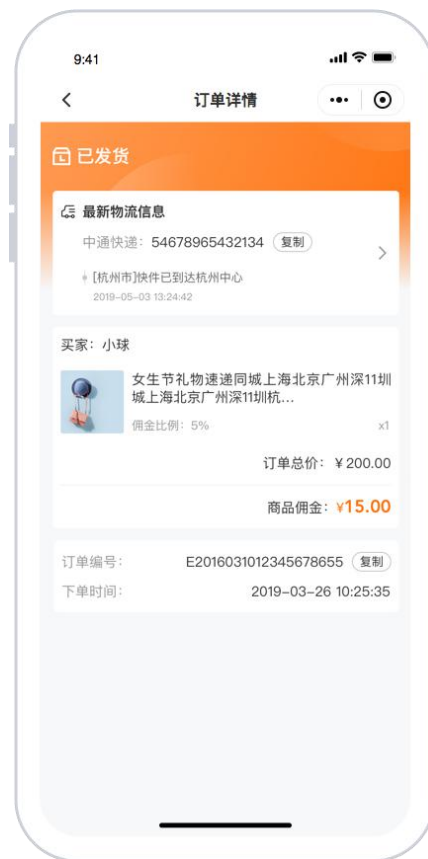 9:41
订单详情
已发货
最新物流信息
中通快递：54678965432134 复制
[杭州市]快件已到达杭州中心
2019-05-03 13:24:42
买家：小球
女生节礼物速递同城上海北京广州深11圳
城上海北京广州深11圳杭...
佣金比例：5% x1
订单总价：￥200.00
商品佣金：¥15.00
订单编号： E2016031012345678655 复制
下单时间： 2019-03-26 10:25:35